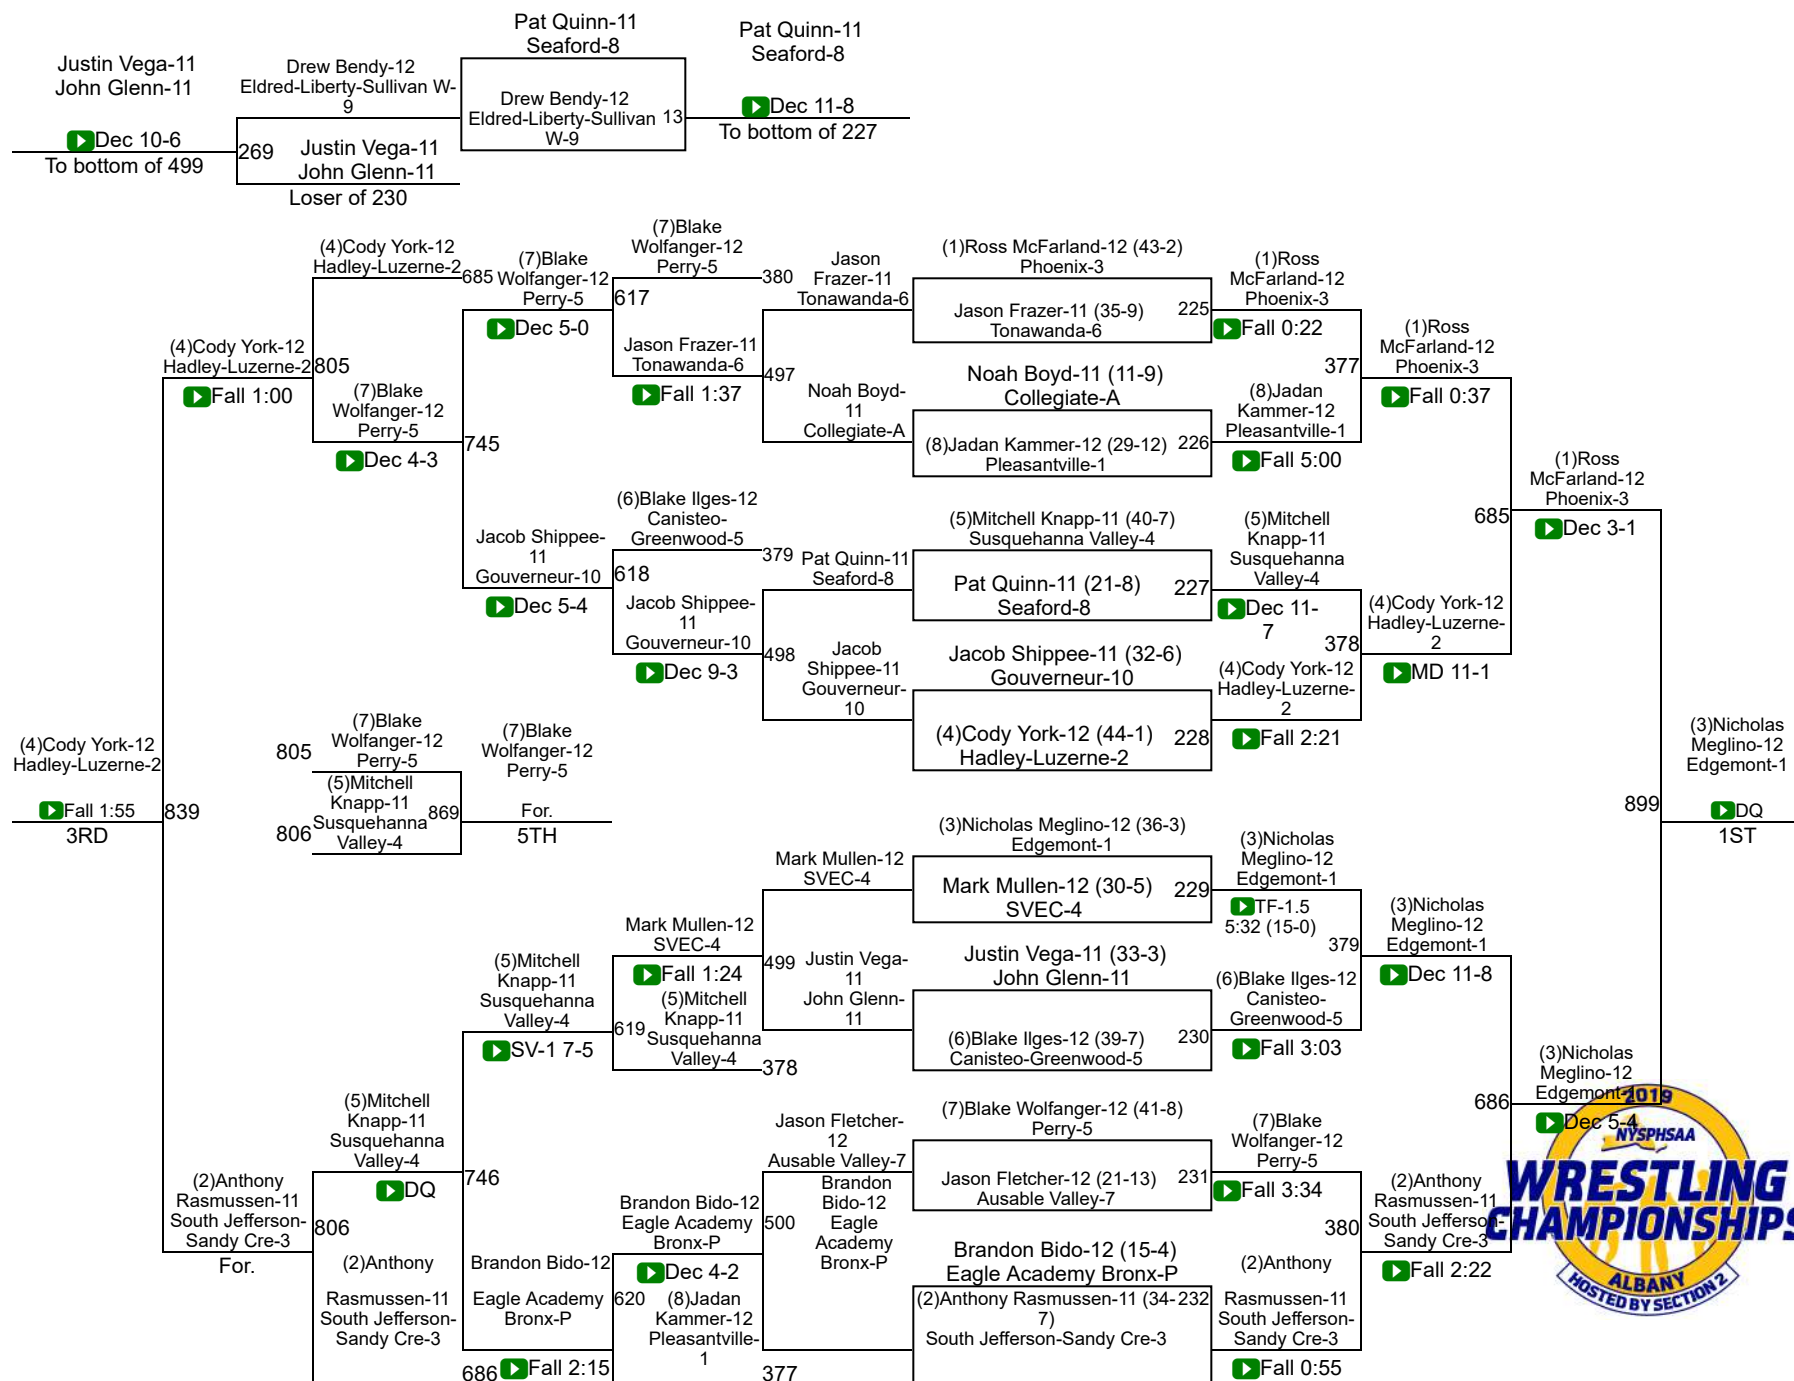 Pat Quinn-11
Seaford-8
Pat Quinn-11
Seaford-8
Justin Vega-11
John Glenn-11
Drew Bendy-12
Eldred-Liberty-Sullivan W-
9
Drew Bendy-12
Eldred-Liberty-Sullivan
W-9
13
Dec 11-8
To bottom of 227
Dec 10-6
To bottom of 499
269
Justin Vega-11
John Glenn-11
Loser of 230
(4)Cody York-12
Hadley-Luzerne-2
685
(7)Blake
Wolfanger-12
Perry-5
Dec 5-0
617
(7)Blake
Wolfanger-12
Perry-5
380
Jason
Frazer-11
Tonawanda-6
(1)Ross McFarland-12 (43-2)
Phoenix-3
Jason Frazer-11 (35-9)
Tonawanda-6
225
(1)Ross
McFarland-12
Phoenix-3
Fall 0:22
(4)Cody York-12
Hadley-Luzerne-2
Fall 1:00
805
(7)Blake
Wolfanger-12
Perry-5
Dec 4-3
745
Jason Frazer-11
Tonawanda-6
Fall 1:37
497
Noah Boyd-
11
Collegiate-A
Noah Boyd-11 (11-9)
Collegiate-A
(8)Jadan Kammer-12 (29-12)
Pleasantville-1
226
(8)Jadan
Kammer-12
Pleasantville-1
Fall 5:00
377
(1)Ross
McFarland-12
Phoenix-3
Fall 0:37
(1)Ross
McFarland-12
Phoenix-3
Dec 3-1
685
Jacob Shippee-
11
Gouverneur-10
Dec 5-4
618
(6)Blake Ilges-12
Canisteo-
Greenwood-5
379
Pat Quinn-11
Seaford-8
(5)Mitchell Knapp-11 (40-7)
Susquehanna Valley-4
Pat Quinn-11 (21-8)
Seaford-8
227
(5)Mitchell
Knapp-11
Susquehanna
Valley-4
Dec 11-
7
Jacob Shippee-
11
Gouverneur-10
Dec 9-3
498
Jacob
Shippee-11
Gouverneur-
10
Jacob Shippee-11 (32-6)
Gouverneur-10
(4)Cody York-12 (44-1)
Hadley-Luzerne-2
228
(4)Cody York-12
Hadley-Luzerne-
2
Fall 2:21
378
(4)Cody York-12
Hadley-Luzerne-
2
MD 11-1
(4)Cody York-12
Hadley-Luzerne-2
Fall 1:55
3RD
839
805
(7)Blake
Wolfanger-12
Perry-5
806
(5)Mitchell
Knapp-11
Susquehanna
Valley-4
869
(7)Blake
Wolfanger-12
Perry-5
For.
5TH
899
(3)Nicholas
Meglino-12
Edgemont-1
DQ
1ST
Mark Mullen-12
SVEC-4
(3)Nicholas Meglino-12 (36-3)
Edgemont-1
Mark Mullen-12 (30-5)
SVEC-4
229
(3)Nicholas
Meglino-12
Edgemont-1
TF-1.5
5:32 (15-0)
(5)Mitchell
Knapp-11
Susquehanna
Valley-4
SV-1 7-5
Mark Mullen-12
SVEC-4
Fall 1:24
619
(5)Mitchell
Knapp-11
Susquehanna
Valley-4
378
499
Justin Vega-
11
John Glenn-
11
Justin Vega-11 (33-3)
John Glenn-11
(6)Blake Ilges-12 (39-7)
Canisteo-Greenwood-5
230
(6)Blake Ilges-12
Canisteo-
Greenwood-5
Fall 3:03
379
(3)Nicholas
Meglino-12
Edgemont-1
Dec 11-8
686
(3)Nicholas
Meglino-12
Edgemont-1
Dec 5-4
(5)Mitchell
Knapp-11
Susquehanna
Valley-4
DQ
746
Jason Fletcher-
12
Ausable Valley-7
(7)Blake Wolfanger-12 (41-8)
Perry-5
Jason Fletcher-12 (21-13)
Ausable Valley-7
231
(7)Blake
Wolfanger-12
Perry-5
Fall 3:34
(2)Anthony
Rasmussen-11
South Jefferson-
Sandy Cre-3
For.
806
(2)Anthony
Rasmussen-11
South Jefferson-
Sandy Cre-3
686
Brandon Bido-12
Eagle Academy
Bronx-P
Fall 2:15
Brandon Bido-12
Eagle Academy
Bronx-P
Dec 4-2
620
(8)Jadan
Kammer-12
Pleasantville-
1
377
500
Brandon
Bido-12
Eagle
Academy
Bronx-P
Brandon Bido-12 (15-4)
Eagle Academy Bronx-P
(2)Anthony Rasmussen-11 (34-
7)
South Jefferson-Sandy Cre-3
232
(2)Anthony
Rasmussen-11
South Jefferson-
Sandy Cre-3
Fall 0:55
380
(2)Anthony
Rasmussen-11
South Jefferson-
Sandy Cre-3
Fall 2:22
2019
NYSPHSAA
WRESTLING
CHAMPIONSHIPS
ALBANY
HOSTED BY SECTION 2